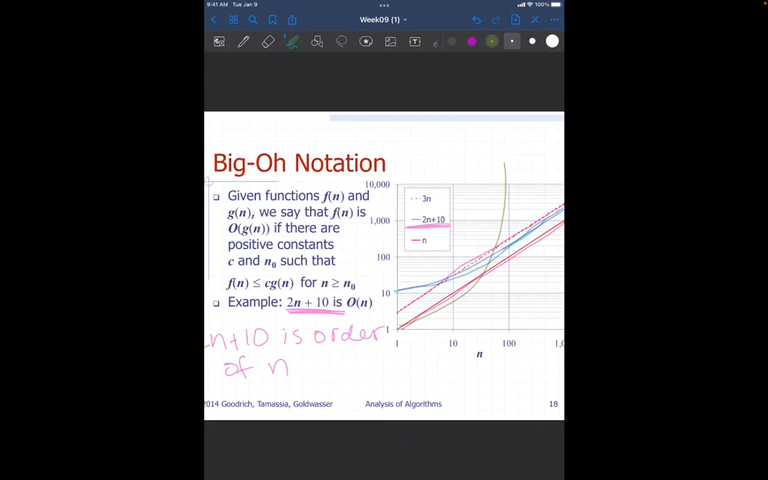 9:41 AM Tue Jan 9
100%
Week09 (1)
Big-Oh Notation
Given functions f(n) and
g(n), we say that f(n) is
O(g(n)) if there are
positive constants
c and n₀ such that
f(n) ≤ cg(n) for n ≥ n₀
Example: 2n + 10 is O(n)
n+10 is order
of n
10,000
1,000
100
10
1
3n
2n+10
n
1 10 100 1,0
n
2014 Goodrich, Tamassia, Goldwasser Analysis of Algorithms 18